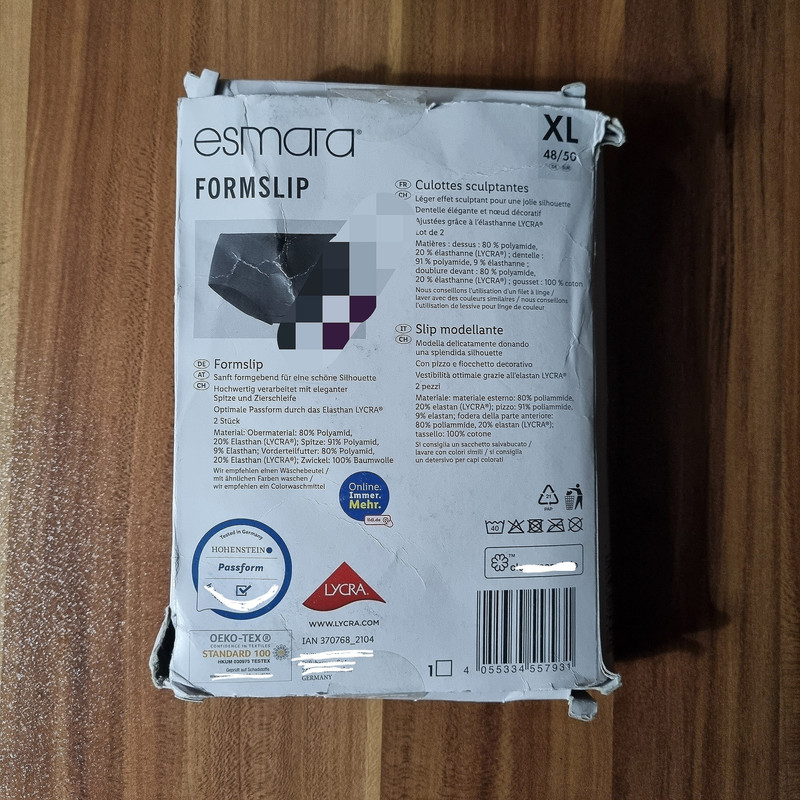 esmara®
XL
48/50
FORMSLIP
FR
CH
Culottes sculptantes
Léger effet sculptant pour une jolie silhouette
Dentelle élégante et nœud décoratif
Ajustées grâce à l'élasthanne LYCRA®
Lot de 2
Matières : dessus : 80 % polyamide,
20 % élasthanne (LYCRA®) ; dentelle :
91 % polyamide, 9 % élasthanne ;
doublure devant : 80 % polyamide,
20 % élasthanne (LYCRA®) ; gousset : 100 % coton
Nous conseillons l'utilisation d'un filet à linge /
laver avec des couleurs similaires / nous conseillons
l'utilisation de lessive pour linge de couleur
IT
CH
Slip modellante
Modella delicatamente donando
una splendida silhouette
Con pizzo e fiocchetto decorativo
Vestibilità ottimale grazie all'elastan LYCRA®
2 pezzi
Materiale: materiale esterno: 80% poliammide,
20% elastan (LYCRA®); pizzo: 91% poliammide,
9% elastan; fodera della parte anteriore:
80% poliammide, 20% elastan (LYCRA®);
tassello: 100% cotone
Si consiglia un sacchetto salvabucato /
lavare con colori simili / si consiglia
un detersivo per capi colorati
DE
AT
CH
Formslip
Sanft formgebend für eine schöne Silhouette
Hochwertig verarbeitet mit eleganter
Spitze und Zierschleife
Optimale Passform durch das Elasthan LYCRA®
2 Stück
Material: Obermaterial: 80% Polyamid,
20% Elasthan (LYCRA®); Spitze: 91% Polyamid,
9% Elasthan; Vorderteilfutter: 80% Polyamid,
20% Elasthan (LYCRA®); Zwickel: 100% Baumwolle
Wir empfehlen einen Wäschebeutel /
mit ähnlichen Farben waschen /
wir empfehlen ein Colorwaschmittel
Online.
Immer.
Mehr.
lidl.de
21
PAP
40
Tested in Germany
HOHENSTEIN
Passform
LYCRA
WWW.LYCRA.COM
OEKO-TEX®
CONFIDENCE IN TEXTILES
STANDARD 100
HKUM 030975 TESTEX
Geprüft auf Schadstoffe.
IAN 370768_2104
GERMANY
1
4 055334 557931